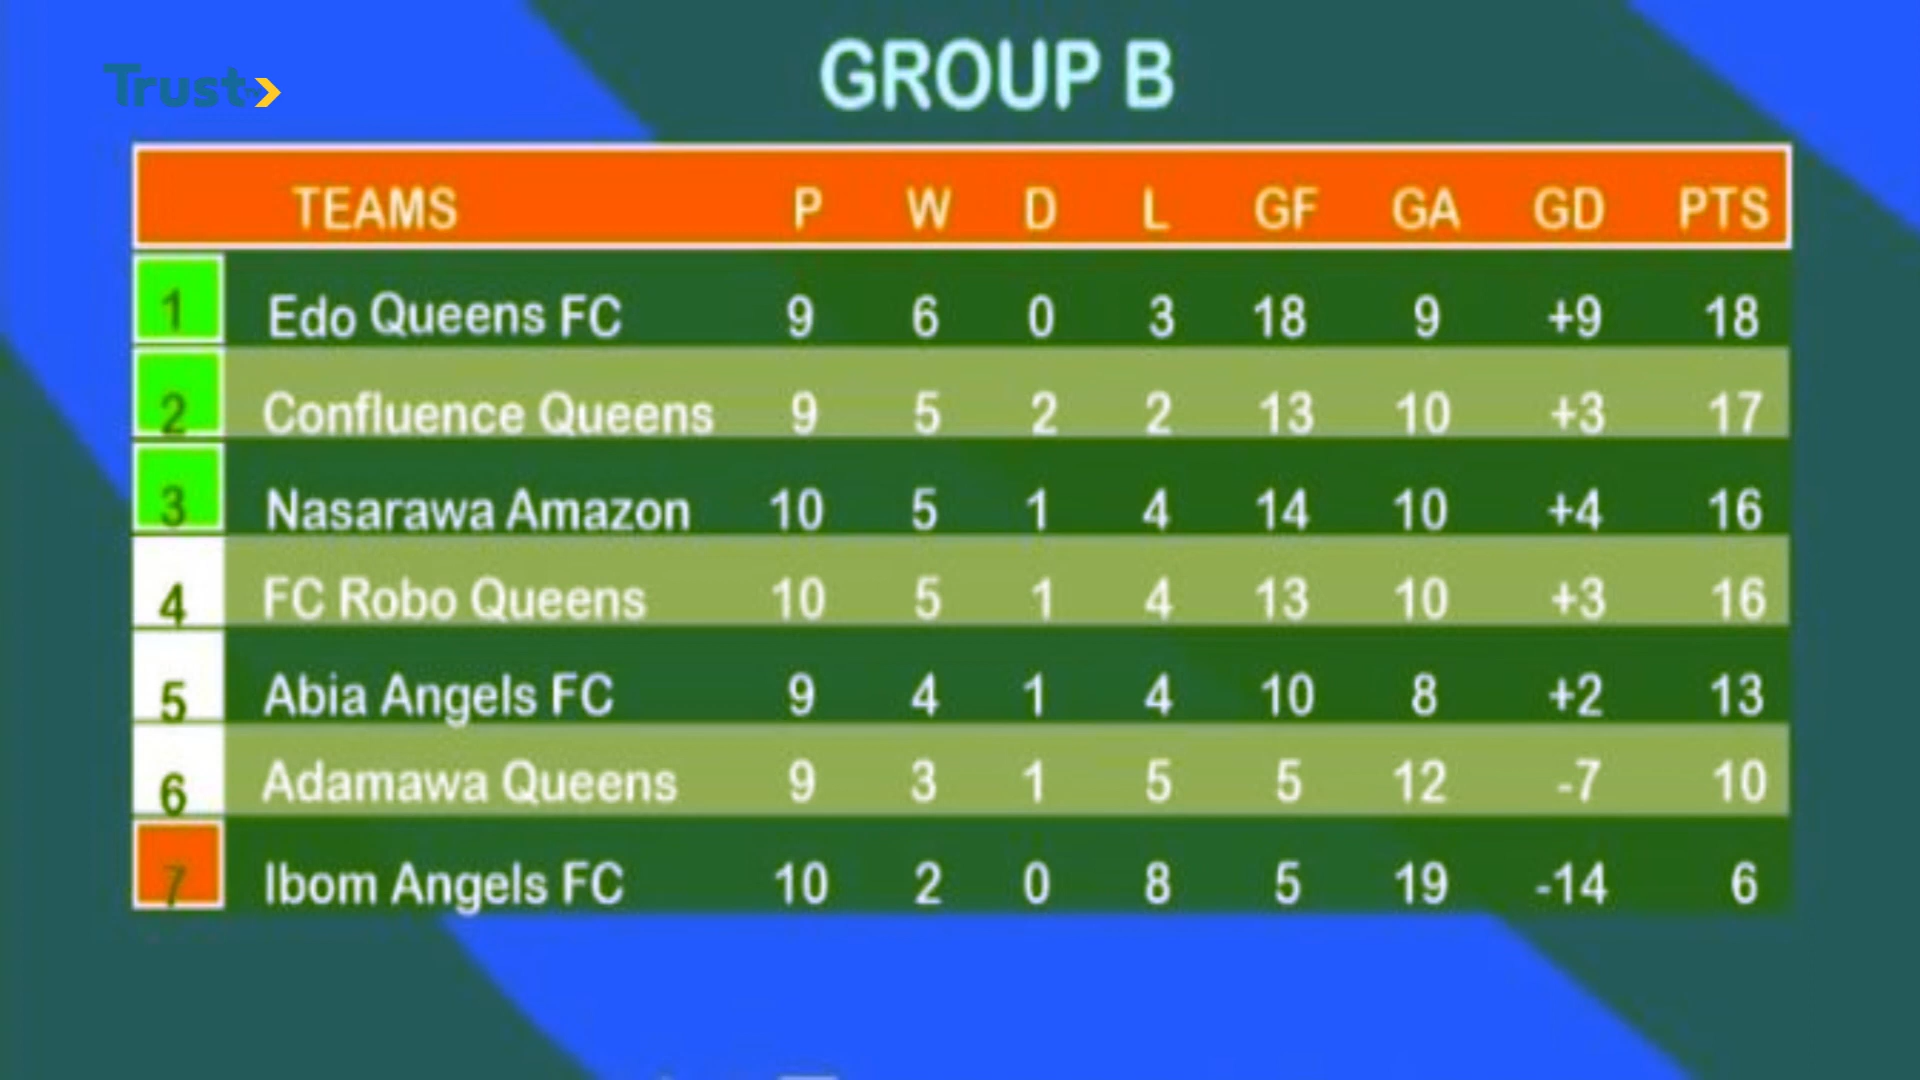 Trust
GROUP B
TEAMS P W D L GF GA GD PTS
1 Edo Queens FC 9 6 0 3 18 9 +9 18
2 Confluence Queens 9 5 2 2 13 10 +3 17
3 Nasarawa Amazon 10 5 1 4 14 10 +4 16
4 FC Robo Queens 10 5 1 4 13 10 +3 16
5 Abia Angels FC 9 4 1 4 10 8 +2 13
6 Adamawa Queens 9 3 1 5 5 12 -7 10
7 Ibom Angels FC 10 2 0 8 5 19 -14 6